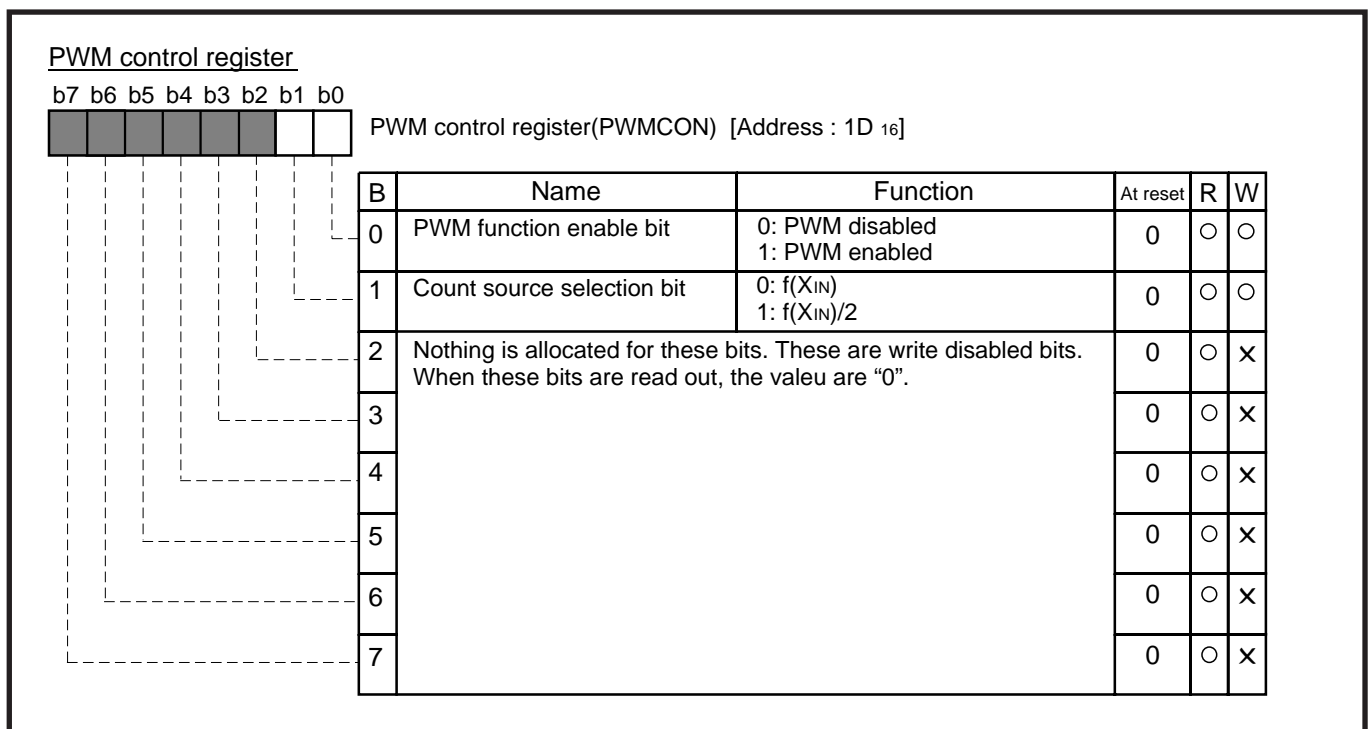 PWM control register
b7 b6 b5 b4 b3 b2 b1 b0
PWM control register(PWMCON) [Address : 1D 16]
B Name Function At reset R W
0 PWM function enable bit 0: PWM disabled 0 ○ ○
1: PWM enabled
1 Count source selection bit 0: f(XIN) 0 ○ ○
1: f(XIN)/2
2 Nothing is allocated for these bits. These are write disabled bits. 0 ○ ×
When these bits are read out, the valeu are “0”.
3 0 ○ ×
4 0 ○ ×
5 0 ○ ×
6 0 ○ ×
7 0 ○ ×